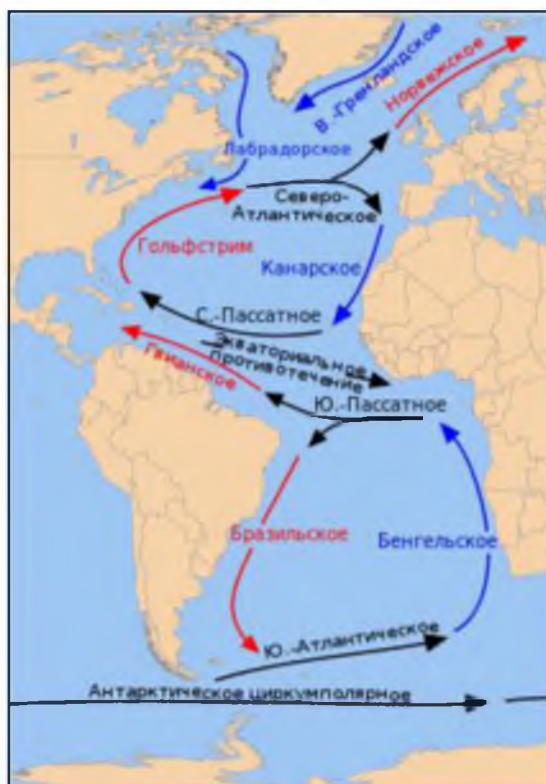 В.-Гренландское
Норвежское
Лабрадорское
Северо-
Атлантическое
Гольфстрим
Канарское
С.-Пассатное
Экваториальное
противотечение
Гвианское
Ю.-Пассатное
Бразильское
Бенгельское
Ю.-Атлантическое
Антарктическое циркумполярное